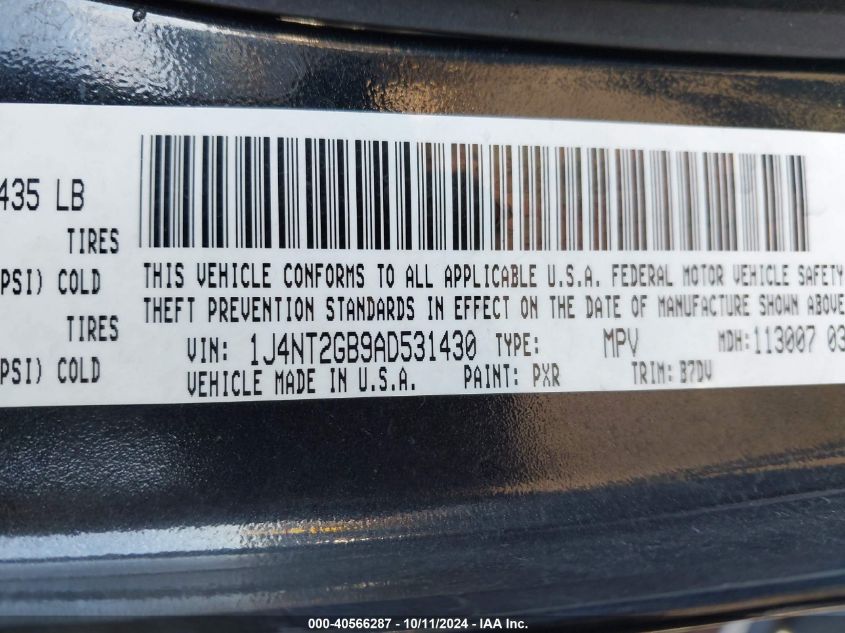 435 LB
TIRES
PSI) COLD
TIRES
PSI) COLD
THIS VEHICLE CONFORMS TO ALL APPLICABLE U.S.A. FEDERAL MOTOR VEHICLE SAFETY
THEFT PREVENTION STANDARDS IN EFFECT ON THE DATE OF MANUFACTURE SHOWN ABOVE
VIN: 1J4NT2GB9AD531430 TYPE: MPV MDH:113007 03
VEHICLE MADE IN U.S.A. PAINT: PXR TRIM: B7DV
000-40566287 - 10/11/2024 - IAA Inc.